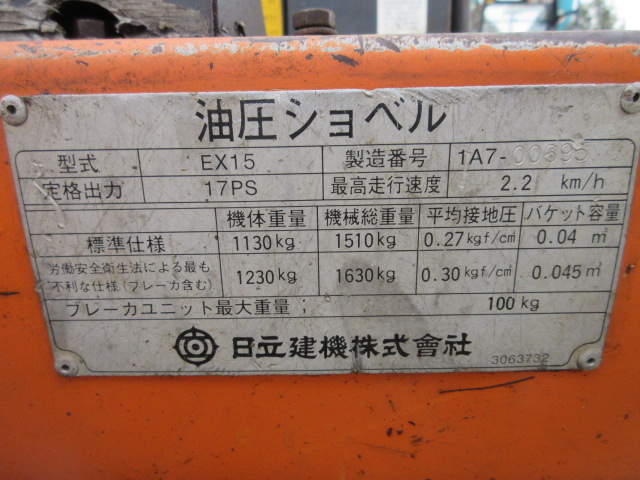 油圧ショベル
型式 EX15 製造番号 1A7-00695
定格出力 17PS 最高走行速度 2.2 km/h
機体重量 機械総重量 平均接地圧 バケット容量
標準仕様 1130kg 1510kg 0.27kgf/c㎡ 0.04 ㎥
労働安全衛生法による最も不利な仕様(ブレーカ含む) 1230kg 1630kg 0.30kgf/c㎡ 0.045㎥
ブレーカユニット最大重量; 100kg
日立建機株式會社
3063732